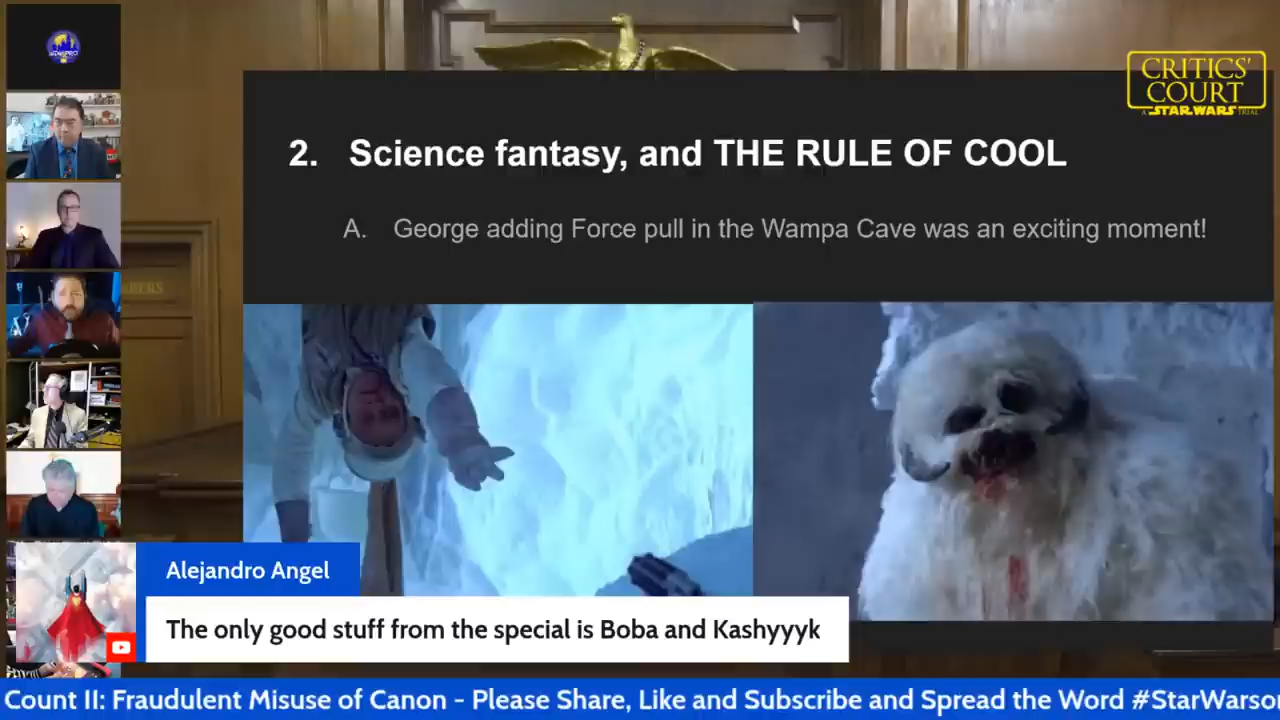 CRITICS'
COURT
A STAR WARS TRIAL
2. Science fantasy, and THE RULE OF COOL
A. George adding Force pull in the Wampa Cave was an exciting moment!
Alejandro Angel
The only good stuff from the special is Boba and Kashyyyk
Count II: Fraudulent Misuse of Canon - Please Share, Like and Subscribe and Spread the Word #StarWarso